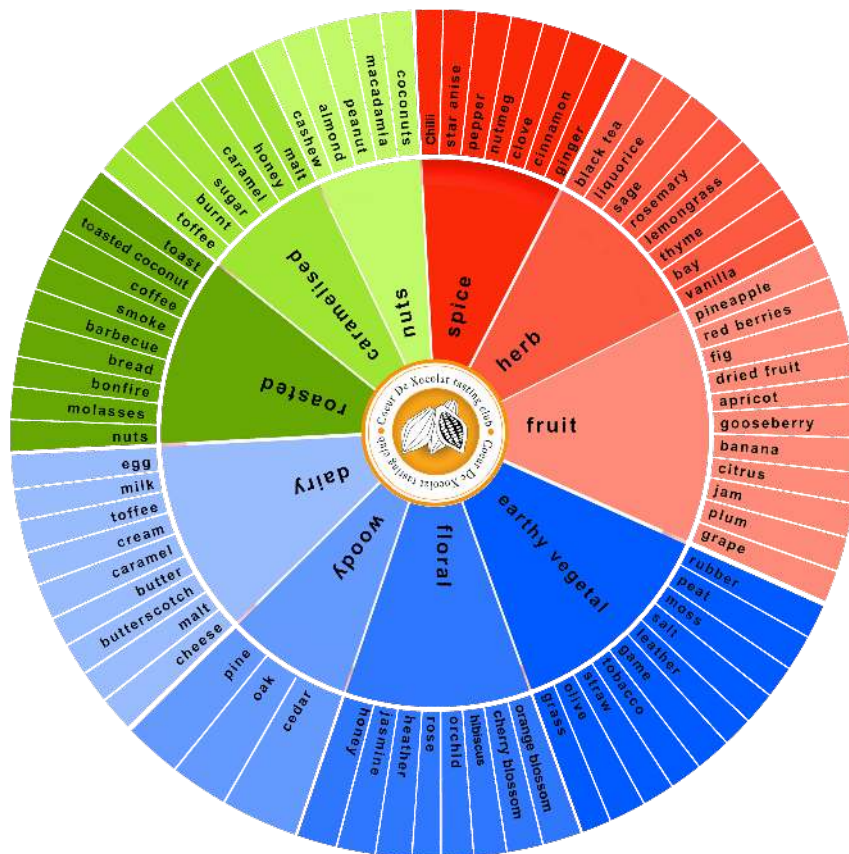 Chilli
star anise
pepper
nutmeg
clove
cinnamon
ginger
black tea
liquorice
sage
rosemary
lemongrass
thyme
bay
vanilla
pineapple
red berries
fig
dried fruit
apricot
gooseberry
banana
citrus
jam
plum
grape
rubber
peat
moss
salt
leather
game
tobacco
straw
olive
grass
orange blossom
cherry blossom
hibiscus
orchid
rose
heather
jasmine
honey
cedar
oak
pine
cheese
malt
butterscotch
butter
caramel
cream
toffee
milk
egg
nuts
molasses
bonfire
bread
barbecue
smoke
coffee
toasted coconut
toast
toffee
burnt
sugar
caramel
honey
malt
cashew
almond
peanut
macadamia
coconuts
spice
herb
fruit
earthy vegetal
floral
woody
dairy
roasted
caramelised
nuts
Coeur De Xocolat tasting club
Coeur De Xocolat tasting club